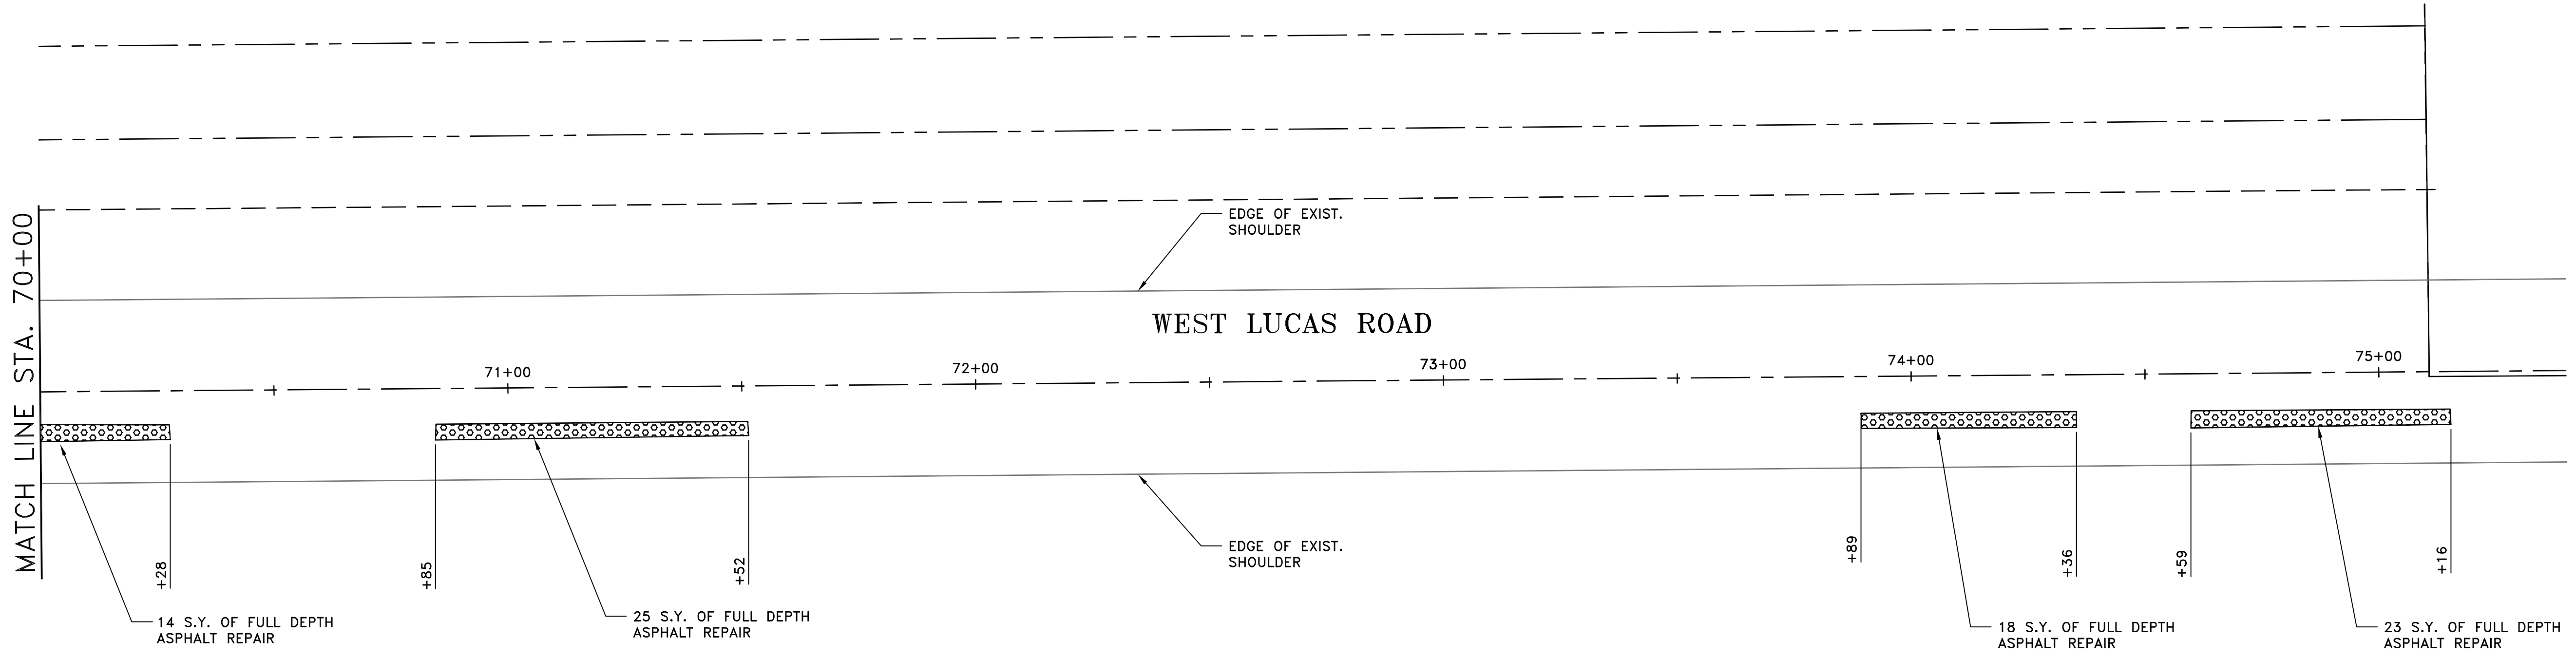 MATCH LINE STA. 70+00
EDGE OF EXIST.
SHOULDER
WEST LUCAS ROAD
71+00
72+00
73+00
74+00
75+00
EDGE OF EXIST.
SHOULDER
+28
+85
+52
+89
+36
+59
+16
14 S.Y. OF FULL DEPTH
ASPHALT REPAIR
25 S.Y. OF FULL DEPTH
ASPHALT REPAIR
18 S.Y. OF FULL DEPTH
ASPHALT REPAIR
23 S.Y. OF FULL DEPTH
ASPHALT REPAIR